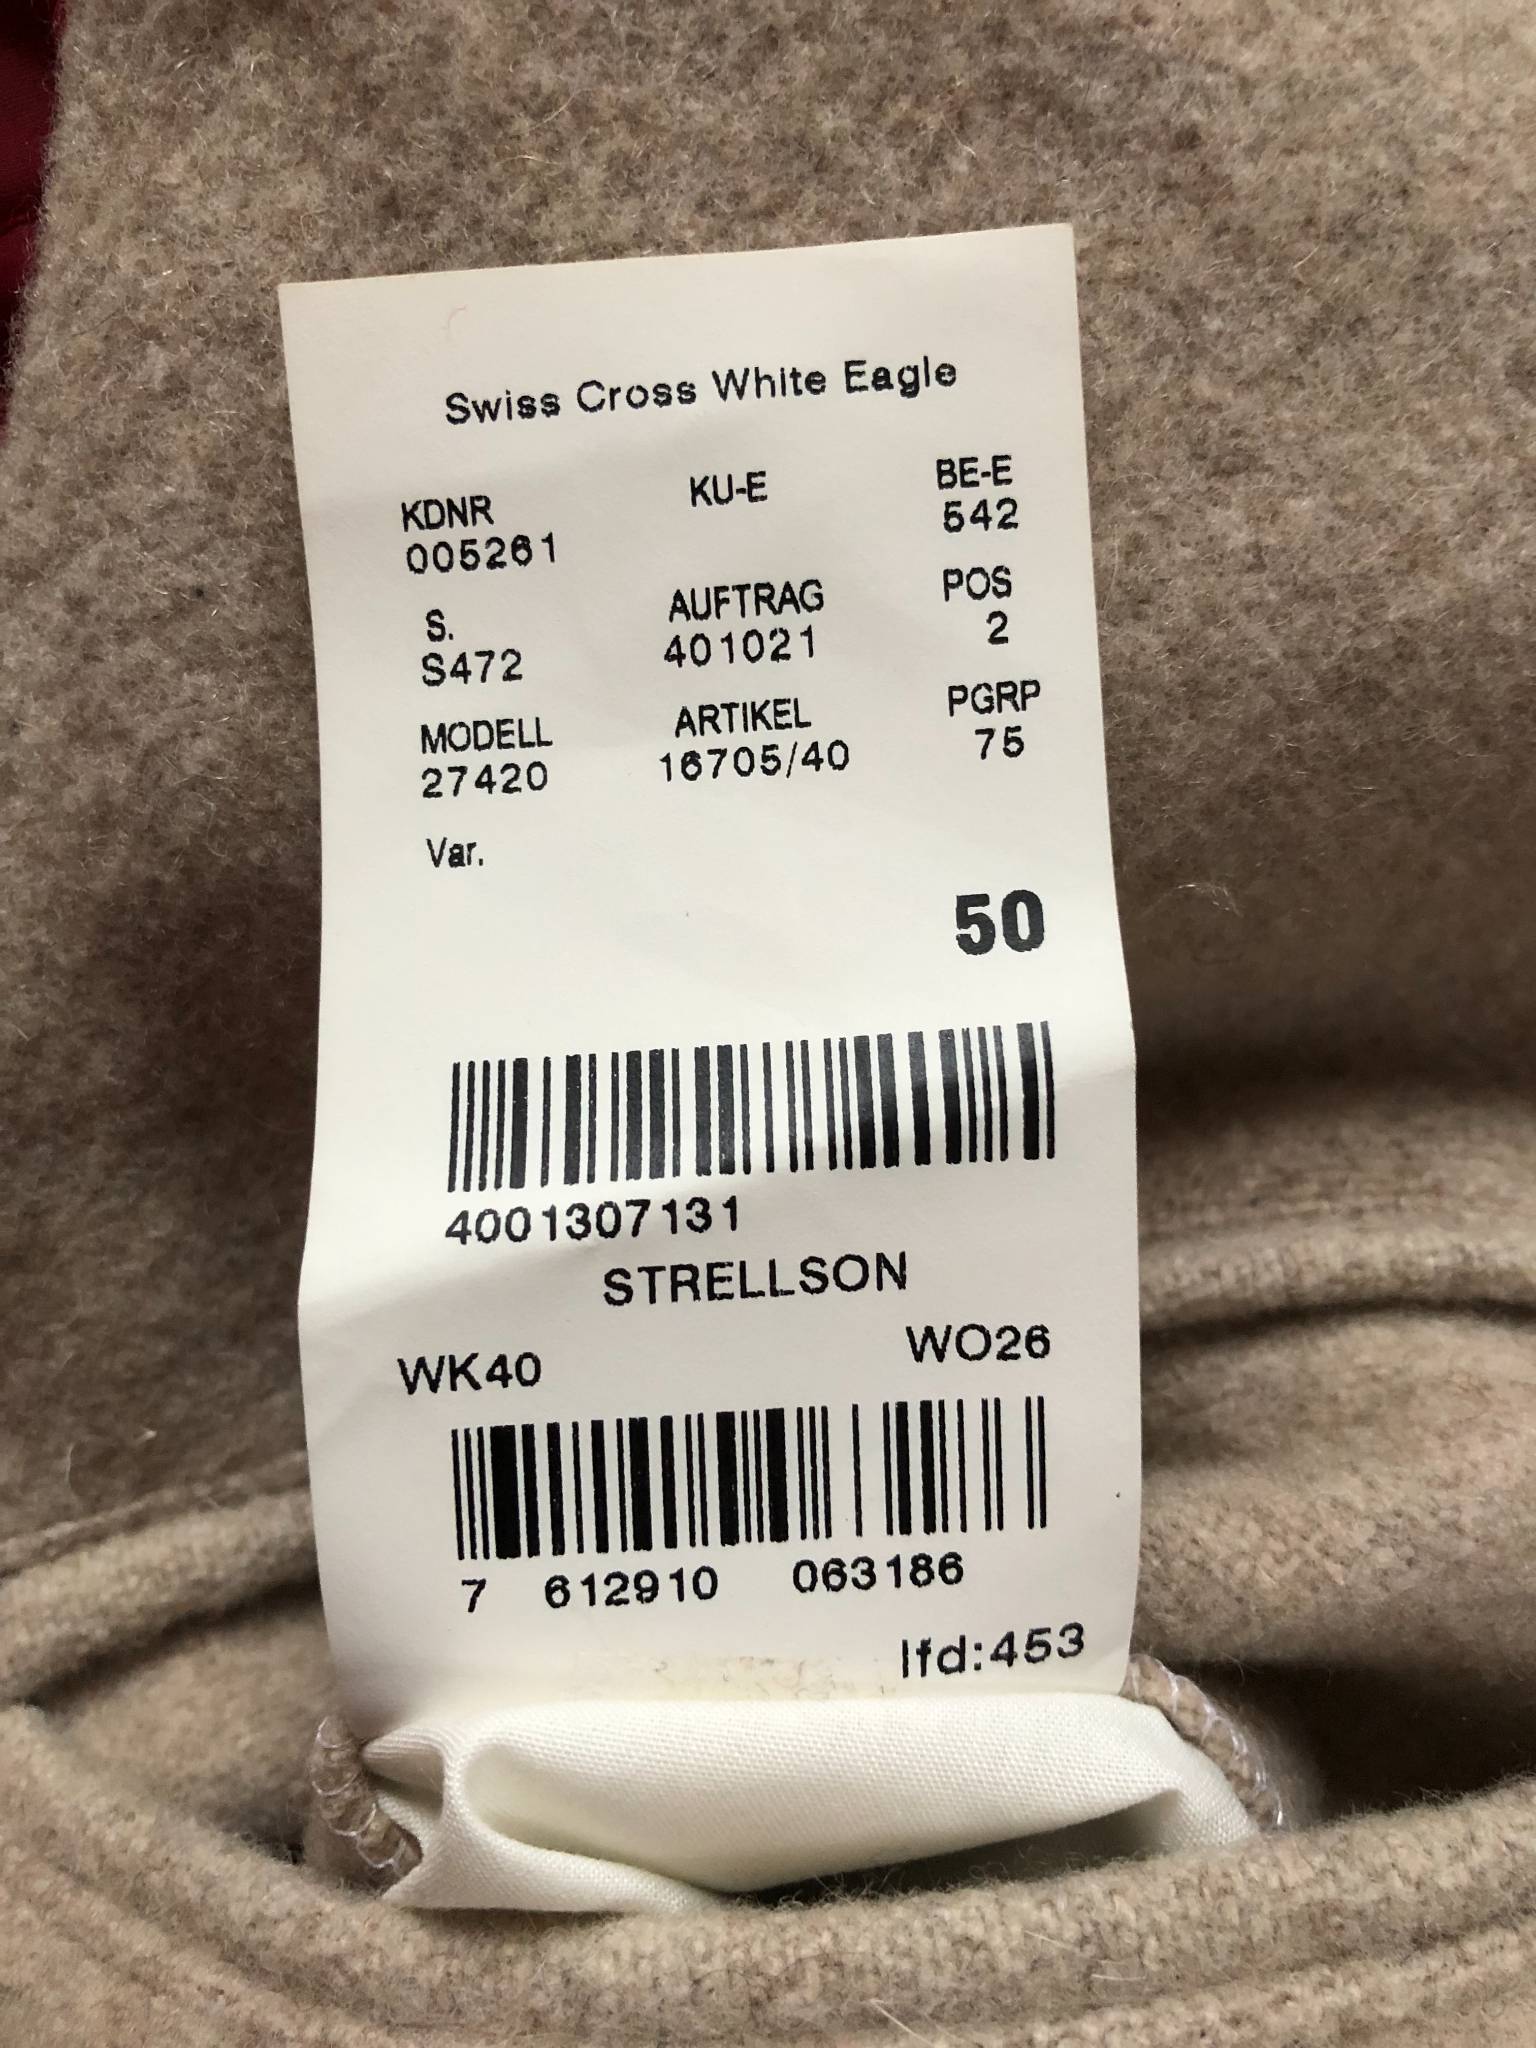 Swiss Cross White Eagle
KDNR KU-E BE-E
005261 542
S. AUFTRAG POS
S472 401021 2
MODELL ARTIKEL PGRP
27420 16705/40 75
Var.
50
4001307131
STRELLSON
WK40 WO26
7 612910 063186
lfd:453